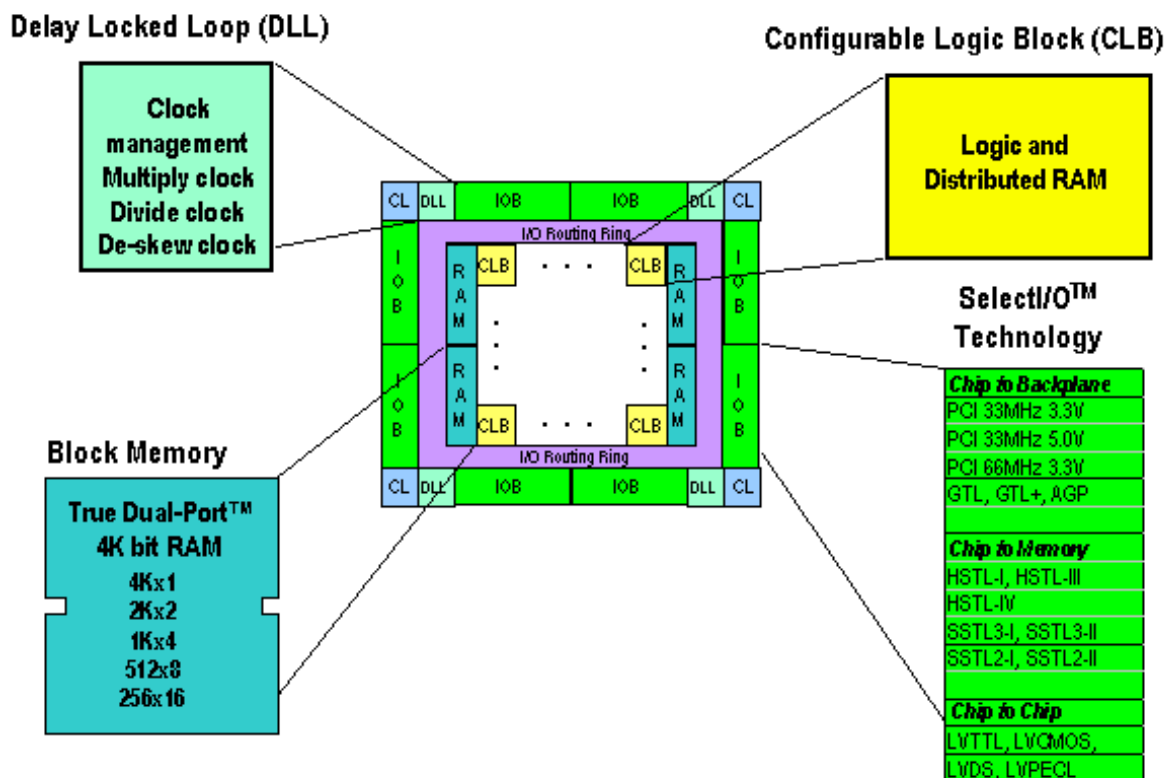 Delay Locked Loop (DLL)
Configurable Logic Block (CLB)
Clock
management
Multiply clock
Divide clock
De-skew clock
Logic and
Distributed RAM
CL DLL IOB IOB DLL CL
I/O Routing Ring
IOB
RAM
CLB . . . CLB
RAM
IOB
IOB
RAM
CLB . . . CLB
RAM
IOB
I/O Routing Ring
CL DLL IOB IOB DLL CL
SelectI/O™
Technology
Chip to Backplane
PCI 33MHz 3.3V
PCI 33MHz 5.0V
PCI 66MHz 3.3V
GTL, GTL+, AGP
Chip to Memory
HSTL-I, HSTL-III
HSTL-IV
SSTL3-I, SSTL3-II
SSTL2-I, SSTL2-II
Chip to Chip
LVTTL, LVCMOS,
LVDS, LVPECL
Block Memory
True Dual-Port™
4K bit RAM
4Kx1
2Kx2
1Kx4
512x8
256x16